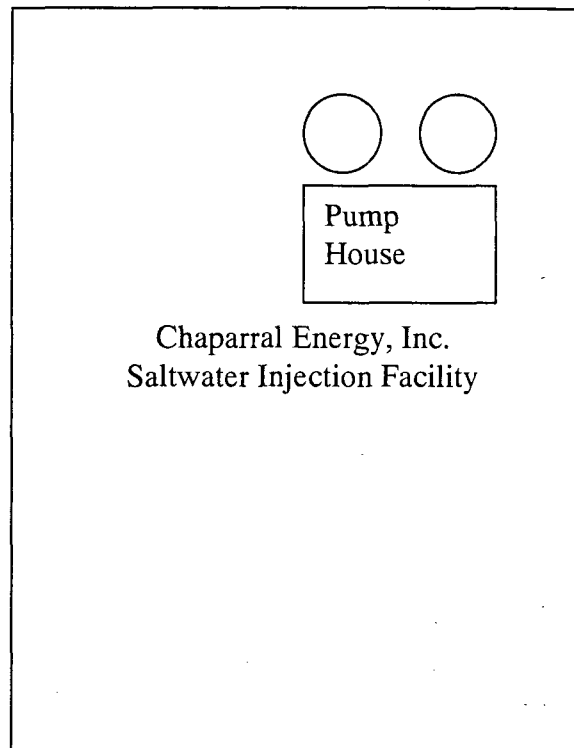 Pump
House
Chaparral Energy, Inc.
Saltwater Injection Facility